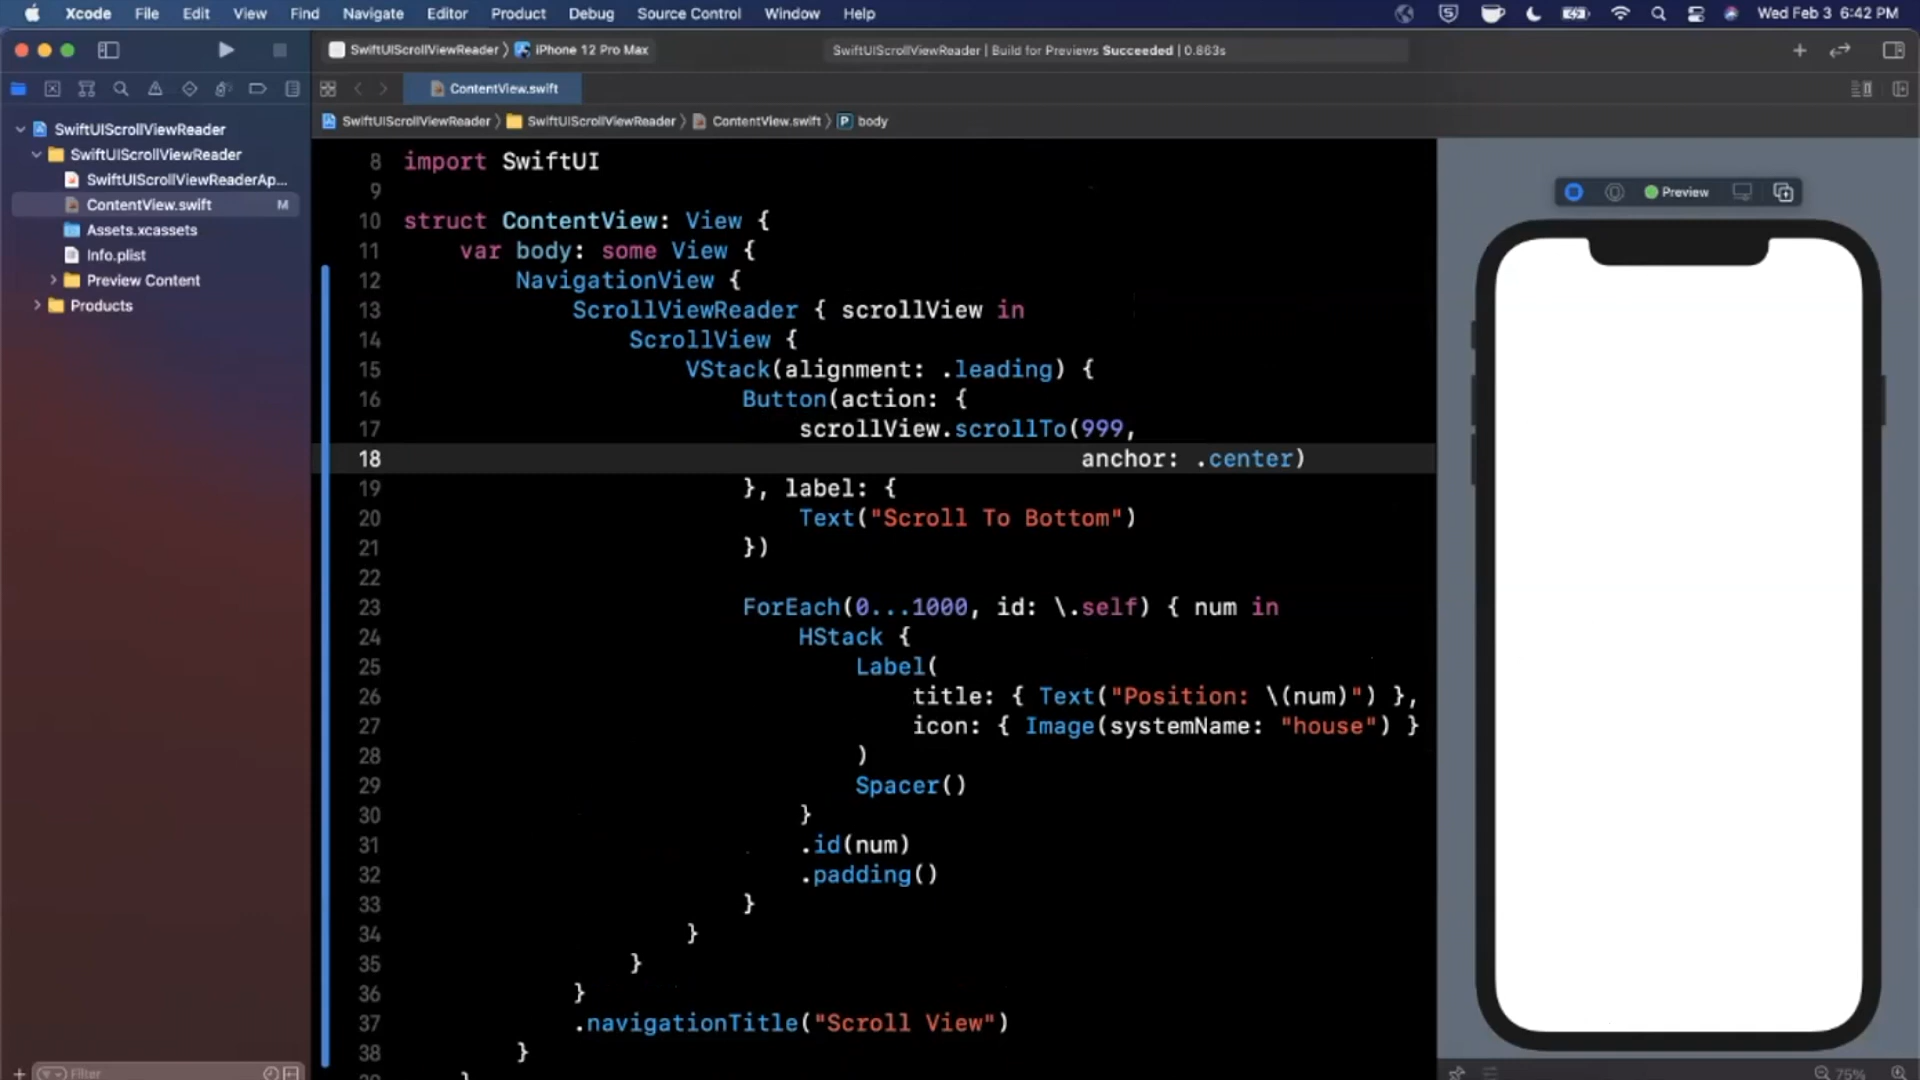 Xcode File Edit View Find Navigate Editor Product Debug Source Control Window Help Wed Feb 3 6:42 PM
SwiftUIScrollViewReader 〉 iPhone 12 Pro Max SwiftUIScrollViewReader | Build for Previews Succeeded | 0.863s
ContentView.swift
SwiftUIScrollViewReader 〉 SwiftUIScrollViewReader 〉 ContentView.swift 〉 P body
SwiftUIScrollViewReader
SwiftUIScrollViewReader
SwiftUIScrollViewReaderAp...
ContentView.swift M
Assets.xcassets
Info.plist
Preview Content
Products
Filter
8 import SwiftUI
9
10 struct ContentView: View {
11     var body: some View {
12         NavigationView {
13             ScrollViewReader { scrollView in
14                 ScrollView {
15                     VStack(alignment: .leading) {
16                         Button(action: {
17                             scrollView.scrollTo(999,
18                                                 anchor: .center)
19                         }, label: {
20                             Text("Scroll To Bottom")
21                         })
22
23                         ForEach(0...1000, id: \.self) { num in
24                             HStack {
25                                 Label(
26                                     title: { Text("Position: \(num)") },
27                                     icon: { Image(systemName: "house") }
28                                 )
29                                 Spacer()
30                             }
31                             .id(num)
32                             .padding()
33                         }
34                     }
35                 }
36             }
37             .navigationTitle("Scroll View")
38         }
Preview
75%